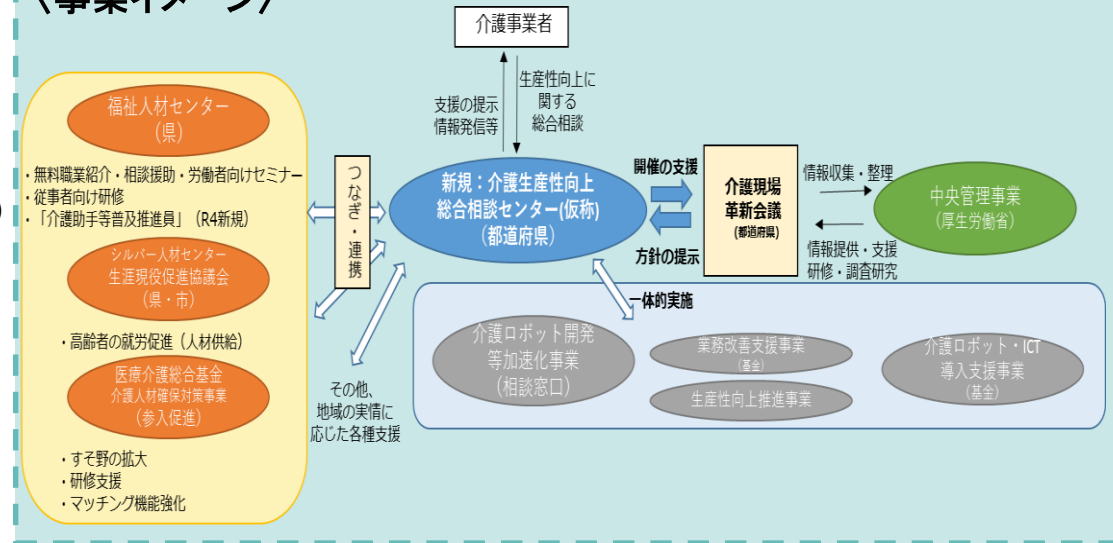 〈事業イメージ〉
介護事業者
支援の提示
情報発信等
生産性向上に
関する
総合相談
福祉人材センター
(県)
・無料職業紹介・相談援助・労働者向けセミナー
・従事者向け研修
・「介護助手等普及推進員」（R4新規）
シルバー人材センター
生涯現役促進協議会
（県・市）
・高齢者の就労促進（人材供給）
医療介護総合基金
介護人材確保対策事業
（参入促進）
・すそ野の拡大
・研修支援
・マッチング機能強化
つなぎ・連携
新規：介護生産性向上
総合相談センター(仮称)
（都道府県）
その他、
地域の実情に
応じた各種支援
開催の支援
方針の提示
介護現場
革新会議
(都道府県)
情報収集・整理
情報提供・支援
研修・調査研究
中央管理事業
（厚生労働省）
一体的実施
介護ロボット開発
等加速化事業
（相談窓口）
業務改善支援事業
（基金）
生産性向上推進事業
介護ロボット・ICT
導入支援事業
（基金）